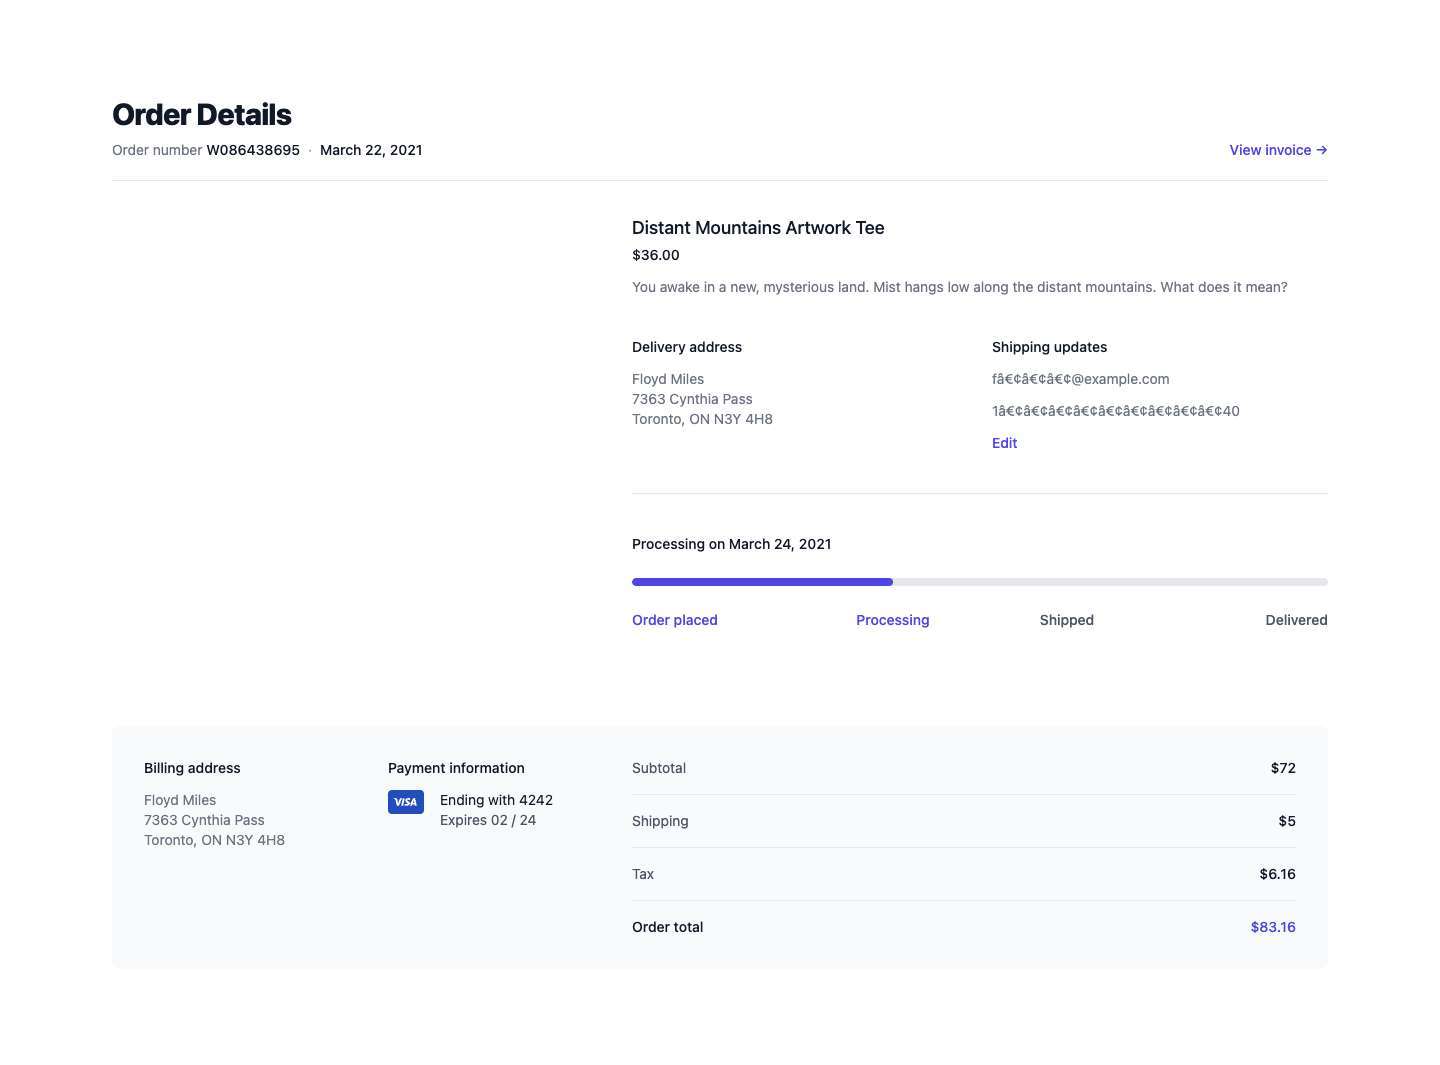 Order Details
Order number W086438695 · March 22, 2021
View invoice →
Distant Mountains Artwork Tee
$36.00
You awake in a new, mysterious land. Mist hangs low along the distant mountains. What does it mean?
Delivery address
Floyd Miles
7363 Cynthia Pass
Toronto, ON N3Y 4H8
Shipping updates
fâ€¢â€¢â€¢@example.com
1â€¢â€¢â€¢â€¢â€¢â€¢â€¢â€¢â€¢40
Edit
Processing on March 24, 2021
Order placed
Processing
Shipped
Delivered
Billing address
Floyd Miles
7363 Cynthia Pass
Toronto, ON N3Y 4H8
Payment information
VISA
Ending with 4242
Expires 02 / 24
Subtotal $72
Shipping $5
Tax $6.16
Order total $83.16